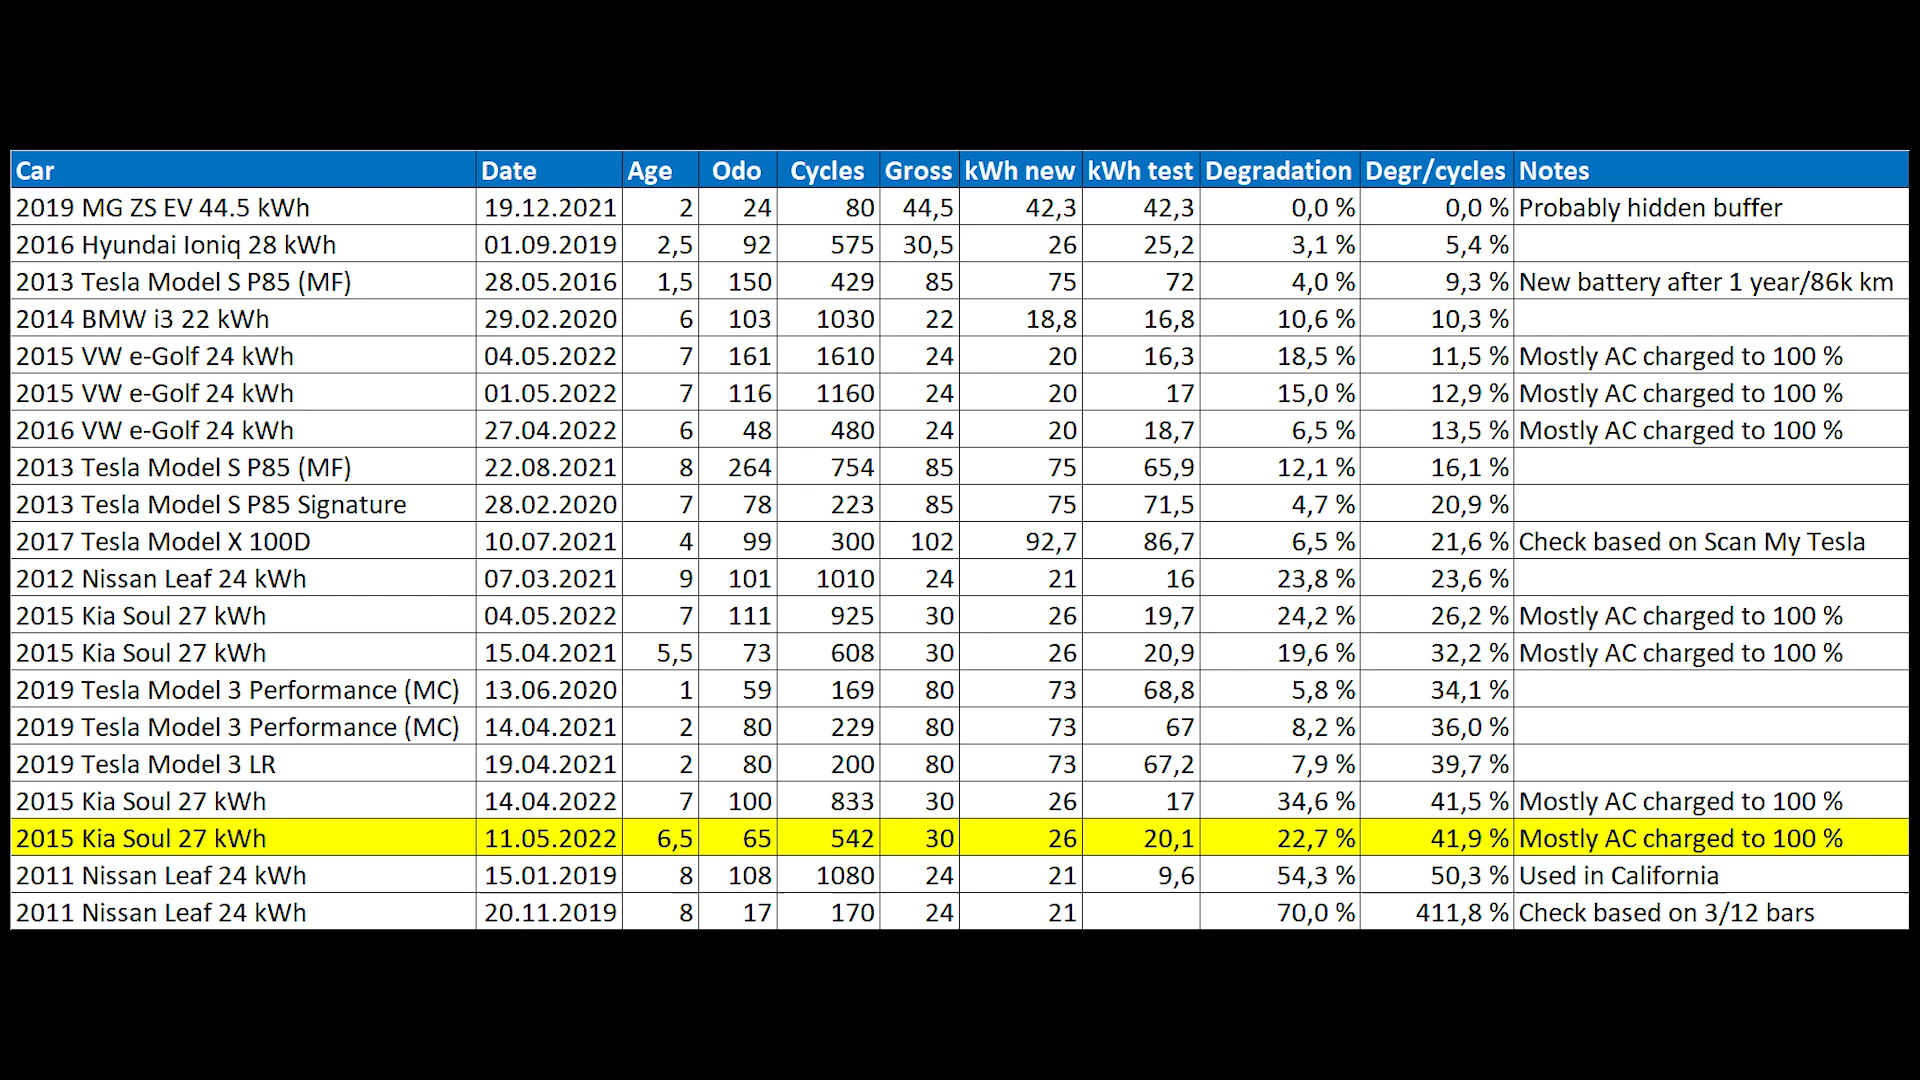 Car Date Age Odo Cycles Gross kWh new kWh test Degradation Degr/cycles Notes
2019 MG ZS EV 44.5 kWh 19.12.2021 2 24 80 44,5 42,3 42,3 0,0 % 0,0 % Probably hidden buffer
2016 Hyundai Ioniq 28 kWh 01.09.2019 2,5 92 575 30,5 26 25,2 3,1 % 5,4 %
2013 Tesla Model S P85 (MF) 28.05.2016 1,5 150 429 85 75 72 4,0 % 9,3 % New battery after 1 year/86k km
2014 BMW i3 22 kWh 29.02.2020 6 103 1030 22 18,8 16,8 10,6 % 10,3 %
2015 VW e-Golf 24 kWh 04.05.2022 7 161 1610 24 20 16,3 18,5 % 11,5 % Mostly AC charged to 100 %
2015 VW e-Golf 24 kWh 01.05.2022 7 116 1160 24 20 17 15,0 % 12,9 % Mostly AC charged to 100 %
2016 VW e-Golf 24 kWh 27.04.2022 6 48 480 24 20 18,7 6,5 % 13,5 % Mostly AC charged to 100 %
2013 Tesla Model S P85 (MF) 22.08.2021 8 264 754 85 75 65,9 12,1 % 16,1 %
2013 Tesla Model S P85 Signature 28.02.2020 7 78 223 85 75 71,5 4,7 % 20,9 %
2017 Tesla Model X 100D 10.07.2021 4 99 300 102 92,7 86,7 6,5 % 21,6 % Check based on Scan My Tesla
2012 Nissan Leaf 24 kWh 07.03.2021 9 101 1010 24 21 16 23,8 % 23,6 %
2015 Kia Soul 27 kWh 04.05.2022 7 111 925 30 26 19,7 24,2 % 26,2 % Mostly AC charged to 100 %
2015 Kia Soul 27 kWh 15.04.2021 5,5 73 608 30 26 20,9 19,6 % 32,2 % Mostly AC charged to 100 %
2019 Tesla Model 3 Performance (MC) 13.06.2020 1 59 169 80 73 68,8 5,8 % 34,1 %
2019 Tesla Model 3 Performance (MC) 14.04.2021 2 80 229 80 73 67 8,2 % 36,0 %
2019 Tesla Model 3 LR 19.04.2021 2 80 200 80 73 67,2 7,9 % 39,7 %
2015 Kia Soul 27 kWh 14.04.2022 7 100 833 30 26 17 34,6 % 41,5 % Mostly AC charged to 100 %
2015 Kia Soul 27 kWh 11.05.2022 6,5 65 542 30 26 20,1 22,7 % 41,9 % Mostly AC charged to 100 %
2011 Nissan Leaf 24 kWh 15.01.2019 8 108 1080 24 21 9,6 54,3 % 50,3 % Used in California
2011 Nissan Leaf 24 kWh 20.11.2019 8 17 170 24 21 70,0 % 411,8 % Check based on 3/12 bars